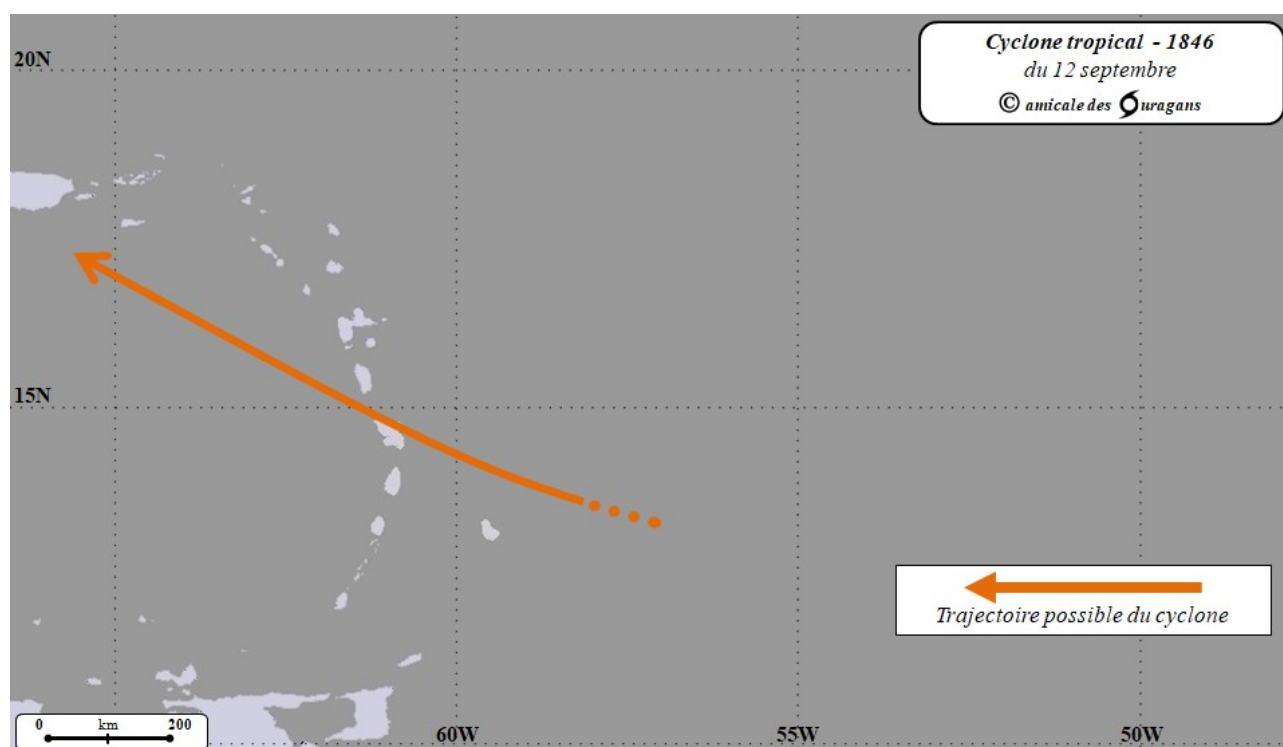 Cyclone tropical - 1846
du 12 septembre
© amicale des Ouragans
20N
15N
Trajectoire possible du cyclone
0 km 200
60W 55W 50W